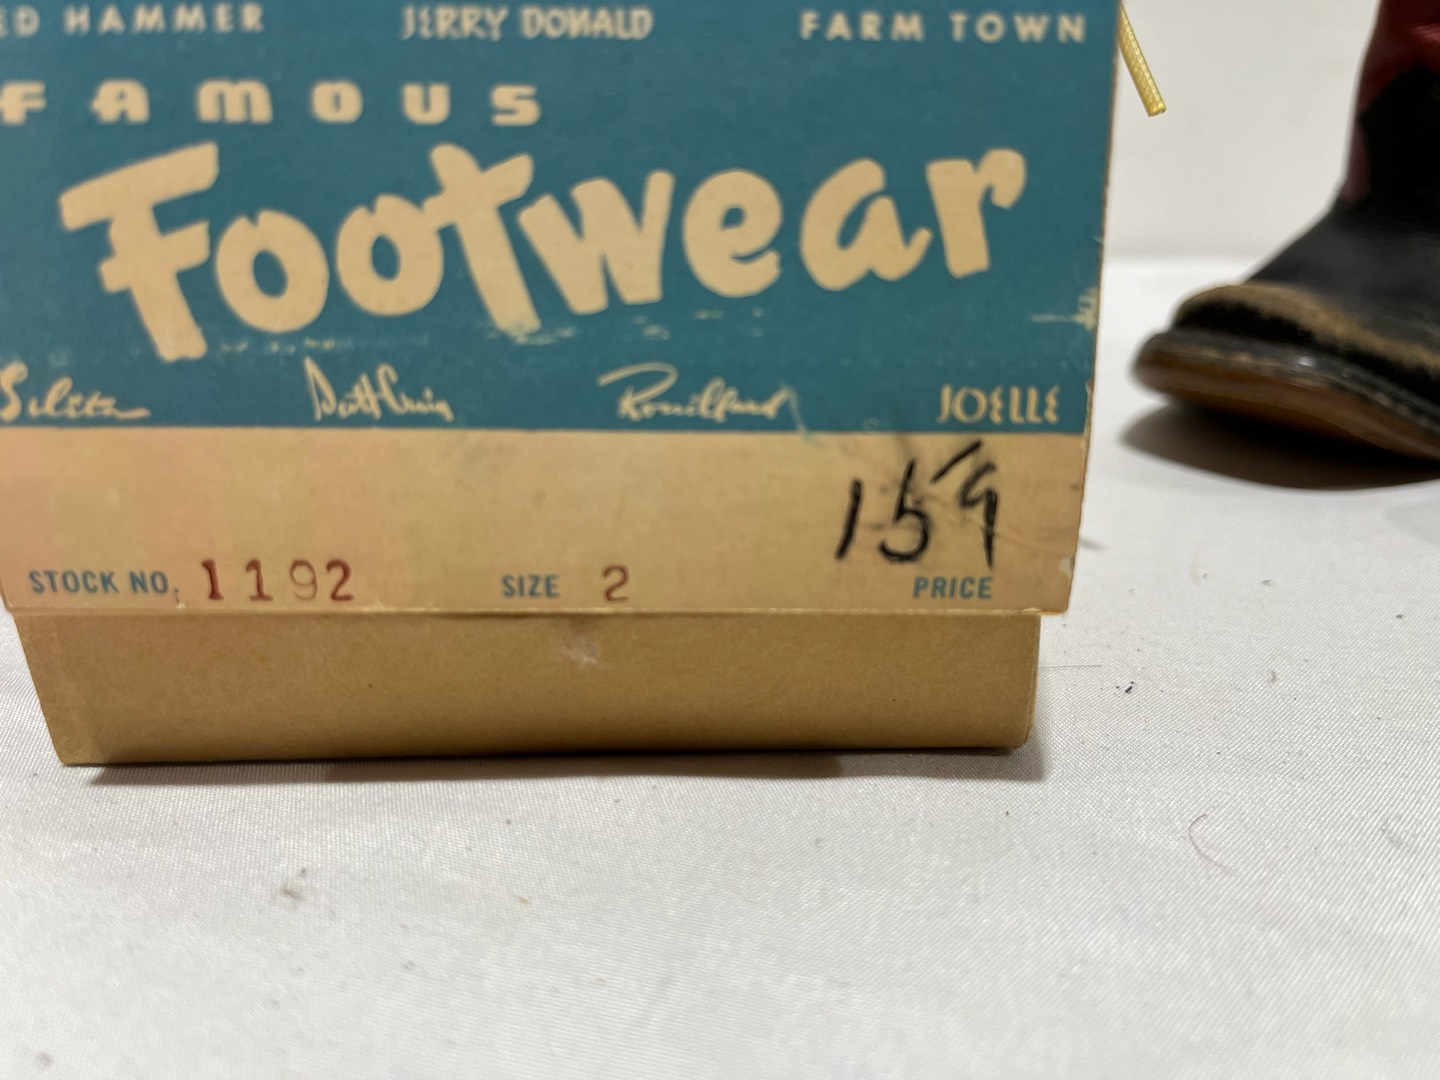 ED HAMMER JERRY DONALD FARM TOWN
FAMOUS
Footwear
JOELLE
159
STOCK NO. 1192 SIZE 2 PRICE